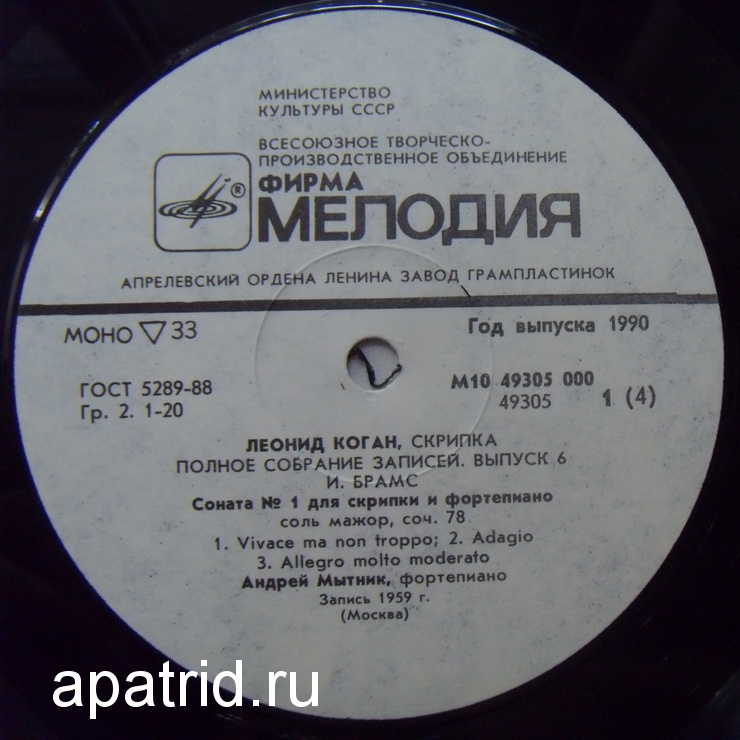 МИНИСТЕРСТВО
КУЛЬТУРЫ СССР
ВСЕСОЮЗНОЕ ТВОРЧЕСКО-
ПРОИЗВОДСТВЕННОЕ ОБЪЕДИНЕНИЕ
® ФИРМА
МЕЛОДИЯ
АПРЕЛЕВСКИЙ ОРДЕНА ЛЕНИНА ЗАВОД ГРАМПЛАСТИНОК
МОНО ▽ 33
Год выпуска 1990
ГОСТ 5289-88
Гр. 2. 1-20
М10 49305 000
49305 1 (4)
ЛЕОНИД КОГАН, СКРИПКА
ПОЛНОЕ СОБРАНИЕ ЗАПИСЕЙ. ВЫПУСК 6
И. БРАМС
Соната № 1 для скрипки и фортепиано
соль мажор, соч. 78
1. Vivace ma non troppo; 2. Adagio
3. Allegro molto moderato
Андрей Мытник, фортепиано
Запись 1959 г.
(Москва)
apatrid.ru